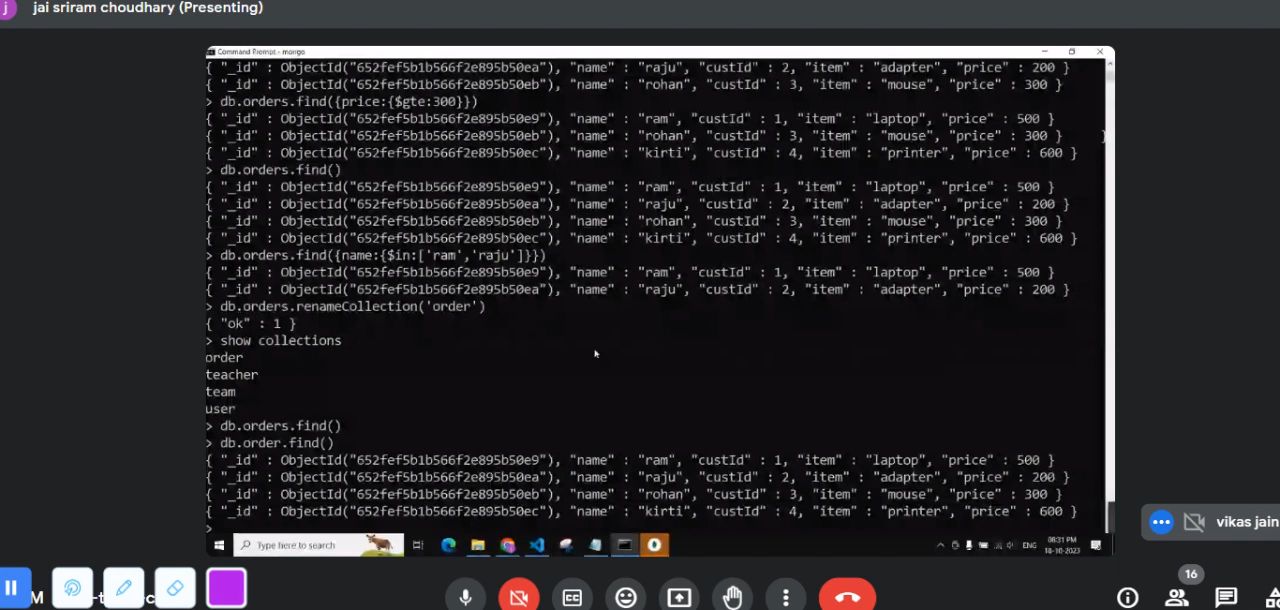 j
jai sriram choudhary (Presenting)
Command Prompt - mongo
{ "_id" : ObjectId("652fef5b1b566f2e895b50ea"), "name" : "raju", "custId" : 2, "item" : "adapter", "price" : 200 }
{ "_id" : ObjectId("652fef5b1b566f2e895b50eb"), "name" : "rohan", "custId" : 3, "item" : "mouse", "price" : 300 }
> db.orders.find({price:{$gte:300}})
{ "_id" : ObjectId("652fef5b1b566f2e895b50e9"), "name" : "ram", "custId" : 1, "item" : "laptop", "price" : 500 }
{ "_id" : ObjectId("652fef5b1b566f2e895b50eb"), "name" : "rohan", "custId" : 3, "item" : "mouse", "price" : 300 }     }
{ "_id" : ObjectId("652fef5b1b566f2e895b50ec"), "name" : "kirti", "custId" : 4, "item" : "printer", "price" : 600 }
> db.orders.find()
{ "_id" : ObjectId("652fef5b1b566f2e895b50e9"), "name" : "ram", "custId" : 1, "item" : "laptop", "price" : 500 }
{ "_id" : ObjectId("652fef5b1b566f2e895b50ea"), "name" : "raju", "custId" : 2, "item" : "adapter", "price" : 200 }
{ "_id" : ObjectId("652fef5b1b566f2e895b50eb"), "name" : "rohan", "custId" : 3, "item" : "mouse", "price" : 300 }
{ "_id" : ObjectId("652fef5b1b566f2e895b50ec"), "name" : "kirti", "custId" : 4, "item" : "printer", "price" : 600 }
> db.orders.find({name:{$in:['ram','raju']}})
{ "_id" : ObjectId("652fef5b1b566f2e895b50e9"), "name" : "ram", "custId" : 1, "item" : "laptop", "price" : 500 }
{ "_id" : ObjectId("652fef5b1b566f2e895b50ea"), "name" : "raju", "custId" : 2, "item" : "adapter", "price" : 200 }
> db.orders.renameCollection('order')
{ "ok" : 1 }
> show collections
order
teacher
team
user
> db.orders.find()
> db.order.find()
{ "_id" : ObjectId("652fef5b1b566f2e895b50e9"), "name" : "ram", "custId" : 1, "item" : "laptop", "price" : 500 }
{ "_id" : ObjectId("652fef5b1b566f2e895b50ea"), "name" : "raju", "custId" : 2, "item" : "adapter", "price" : 200 }
{ "_id" : ObjectId("652fef5b1b566f2e895b50eb"), "name" : "rohan", "custId" : 3, "item" : "mouse", "price" : 300 }
{ "_id" : ObjectId("652fef5b1b566f2e895b50ec"), "name" : "kirti", "custId" : 4, "item" : "printer", "price" : 600 }
>
vikas jain
Type here to search
ENG
06:31 PM
18-10-2023
16